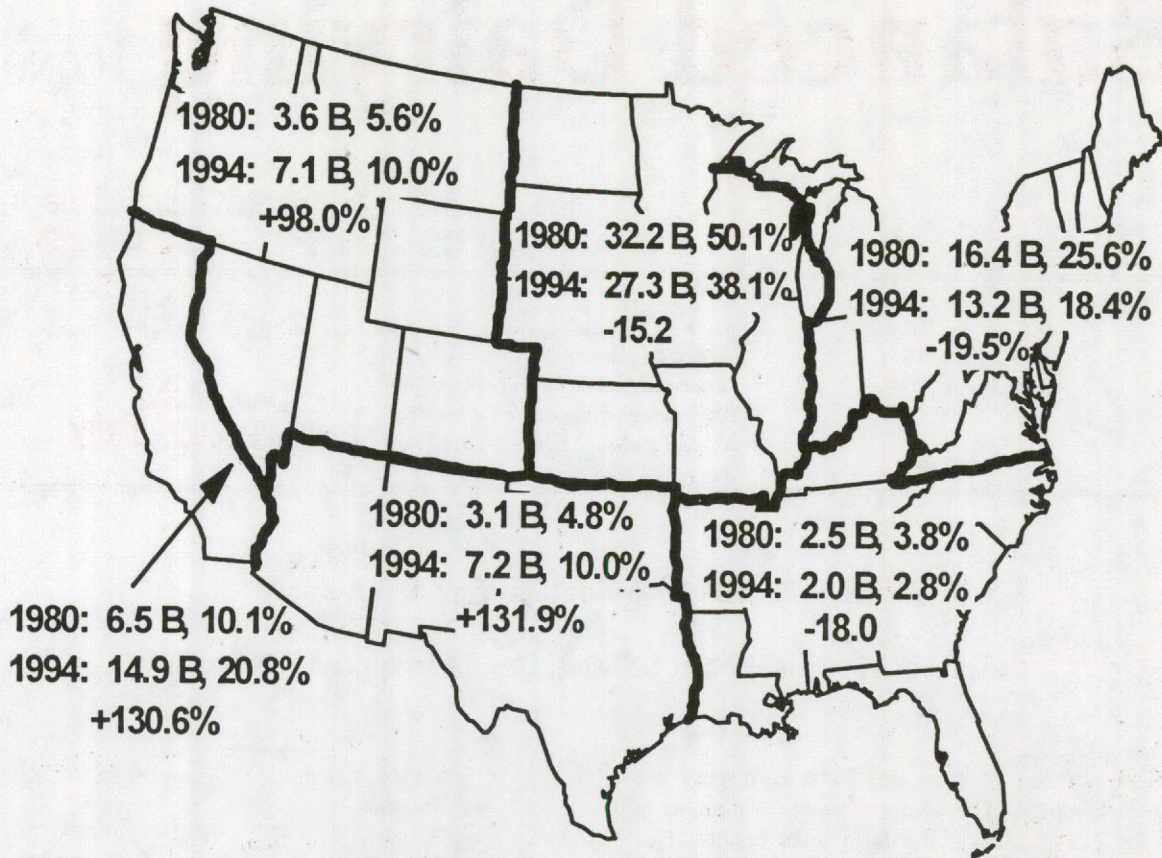 1980: 3.6 B, 5.6%
1994: 7.1 B, 10.0%
+98.0%
1980: 32.2 B, 50.1%
1994: 27.3 B, 38.1%
-15.2
1980: 16.4 B, 25.6%
1994: 13.2 B, 18.4%
-19.5%
1980: 3.1 B, 4.8%
1994: 7.2 B, 10.0%
+131.9%
1980: 2.5 B, 3.8%
1994: 2.0 B, 2.8%
-18.0
1980: 6.5 B, 10.1%
1994: 14.9 B, 20.8%
+130.6%